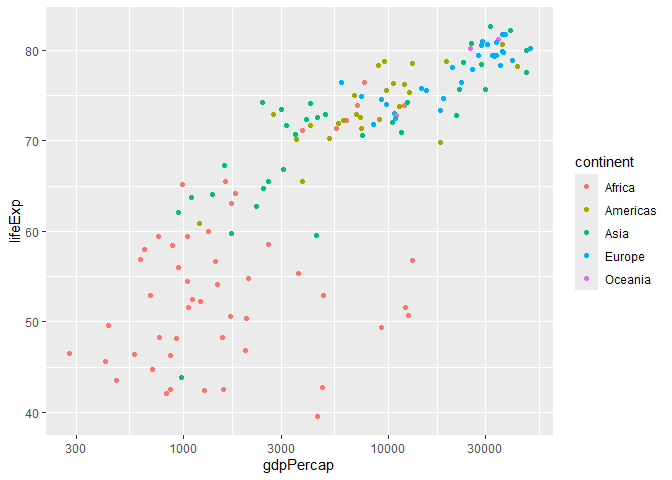 80
70
60
50
40
lifeExp
300
1000
3000
10000
30000
gdpPercap
continent
Africa
Americas
Asia
Europe
Oceania